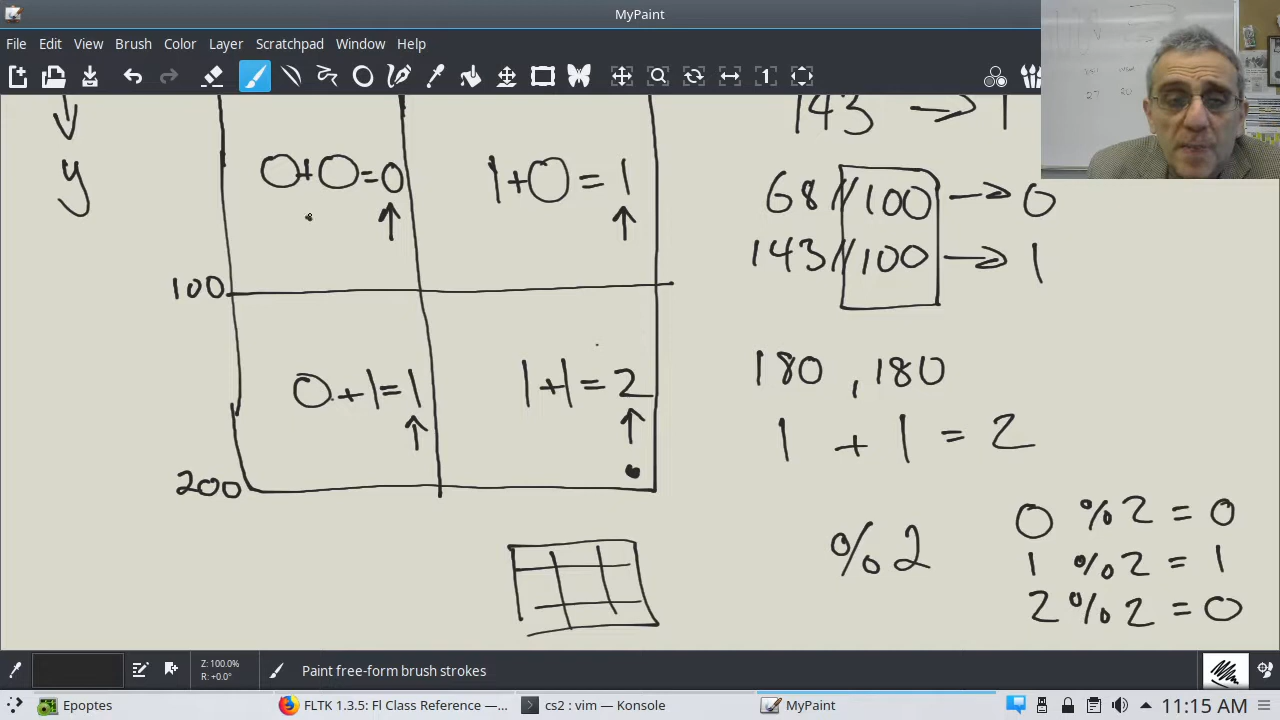 MyPaint
File Edit View Brush Color Layer Scratchpad Window Help
y
0+0=0
1+0=1
100
0+1=1
1+1=2
200
143 → 1
68//100 → 0
143//100 → 1
180 , 180
1 + 1 = 2
%2
0 %2 = 0
1 %2 = 1
2%2 = 0
Z: 100.0%
R: +0.0°
Paint free-form brush strokes
Epoptes
FLTK 1.3.5: Fl Class Reference —...
cs2 : vim — Konsole
MyPaint
11:15 AM